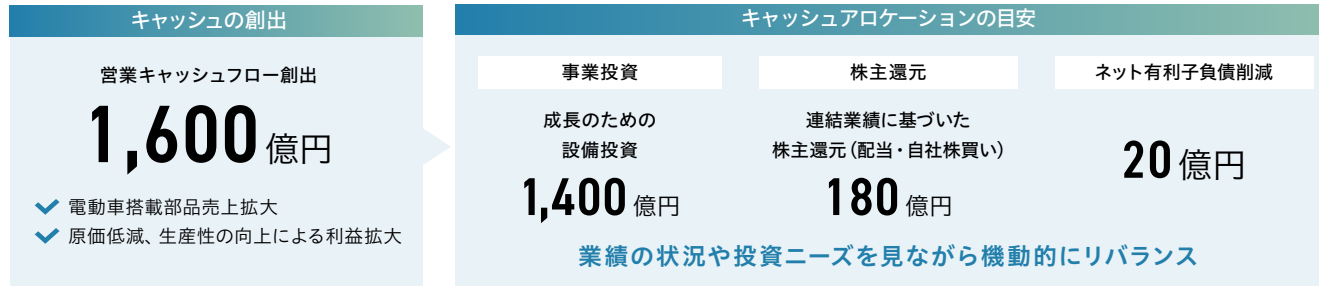 キャッシュの創出
営業キャッシュフロー創出
1,600億円
電動車搭載部品売上拡大
原価低減、生産性の向上による利益拡大
キャッシュアロケーションの目安
事業投資
成長のための
設備投資
1,400億円
株主還元
連結業績に基づいた
株主還元（配当・自社株買い）
180億円
ネット有利子負債削減
20億円
業績の状況や投資ニーズを見ながら機動的にリバランス